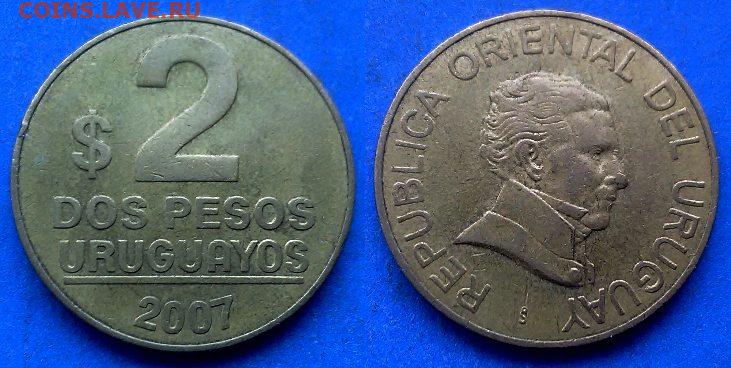 COINS.LAVE.RU
$ 2
DOS PESOS
URUGUAYOS
2007
REPUBLICA ORIENTAL DEL URUGUAY
S